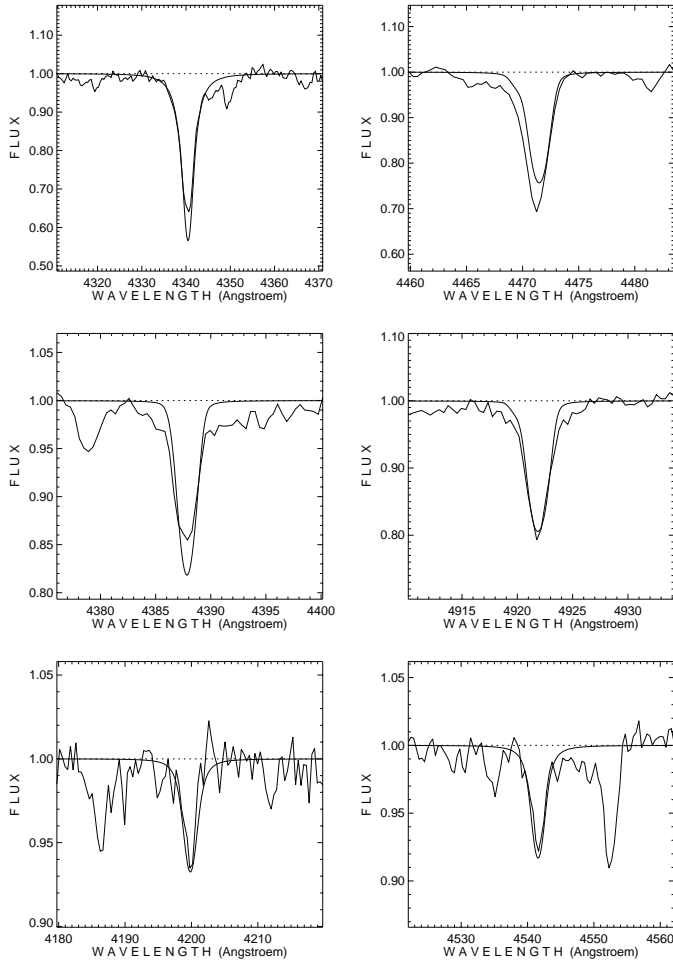 1.10
1.00
0.90
0.80
0.70
0.60
0.50
FLUX
4320 4330 4340 4350 4360 4370
WAVELENGTH (Angstroem)
1.10
1.00
0.90
0.80
0.70
0.60
FLUX
4460 4465 4470 4475 4480
WAVELENGTH (Angstroem)
1.05
1.00
0.95
0.90
0.85
0.80
FLUX
4380 4385 4390 4395 4400
WAVELENGTH (Angstroem)
1.10
1.00
0.90
0.80
FLUX
4915 4920 4925 4930
WAVELENGTH (Angstroem)
1.05
1.00
0.95
0.90
FLUX
4180 4190 4200 4210
WAVELENGTH (Angstroem)
1.05
1.00
0.95
0.90
FLUX
4530 4540 4550 4560
WAVELENGTH (Angstroem)